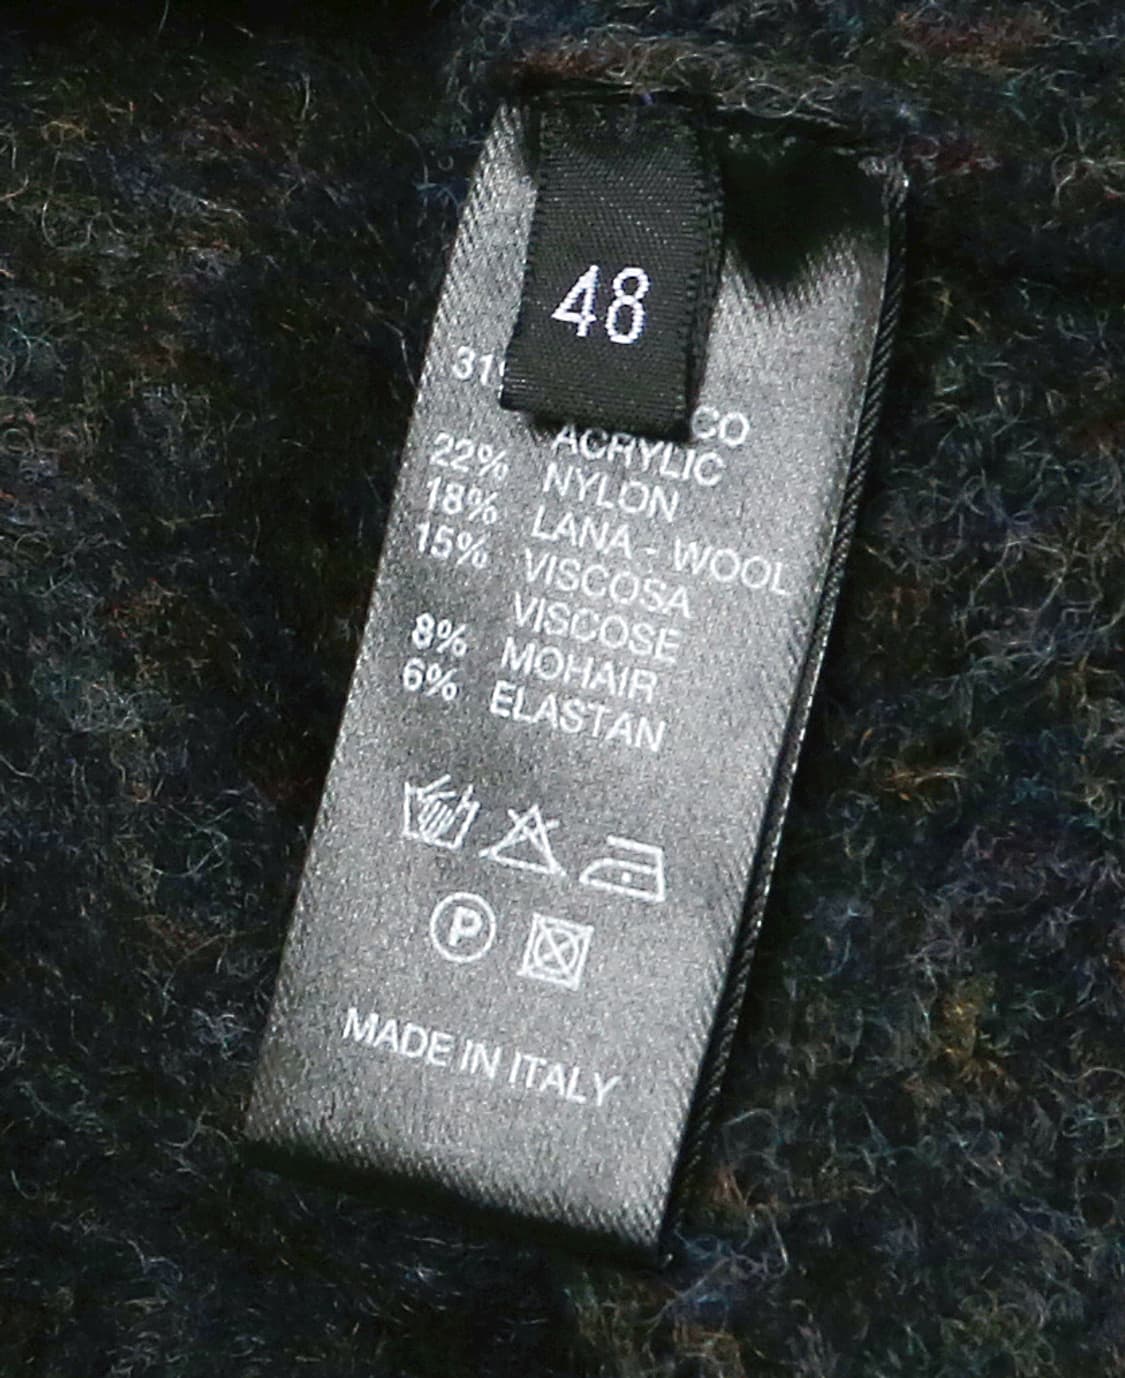 48
31
CO
ACRYLIC
22% NYLON
18% LANA - WOOL
15% VISCOSA
VISCOSE
8% MOHAIR
6% ELASTAN
P
MADE IN ITALY